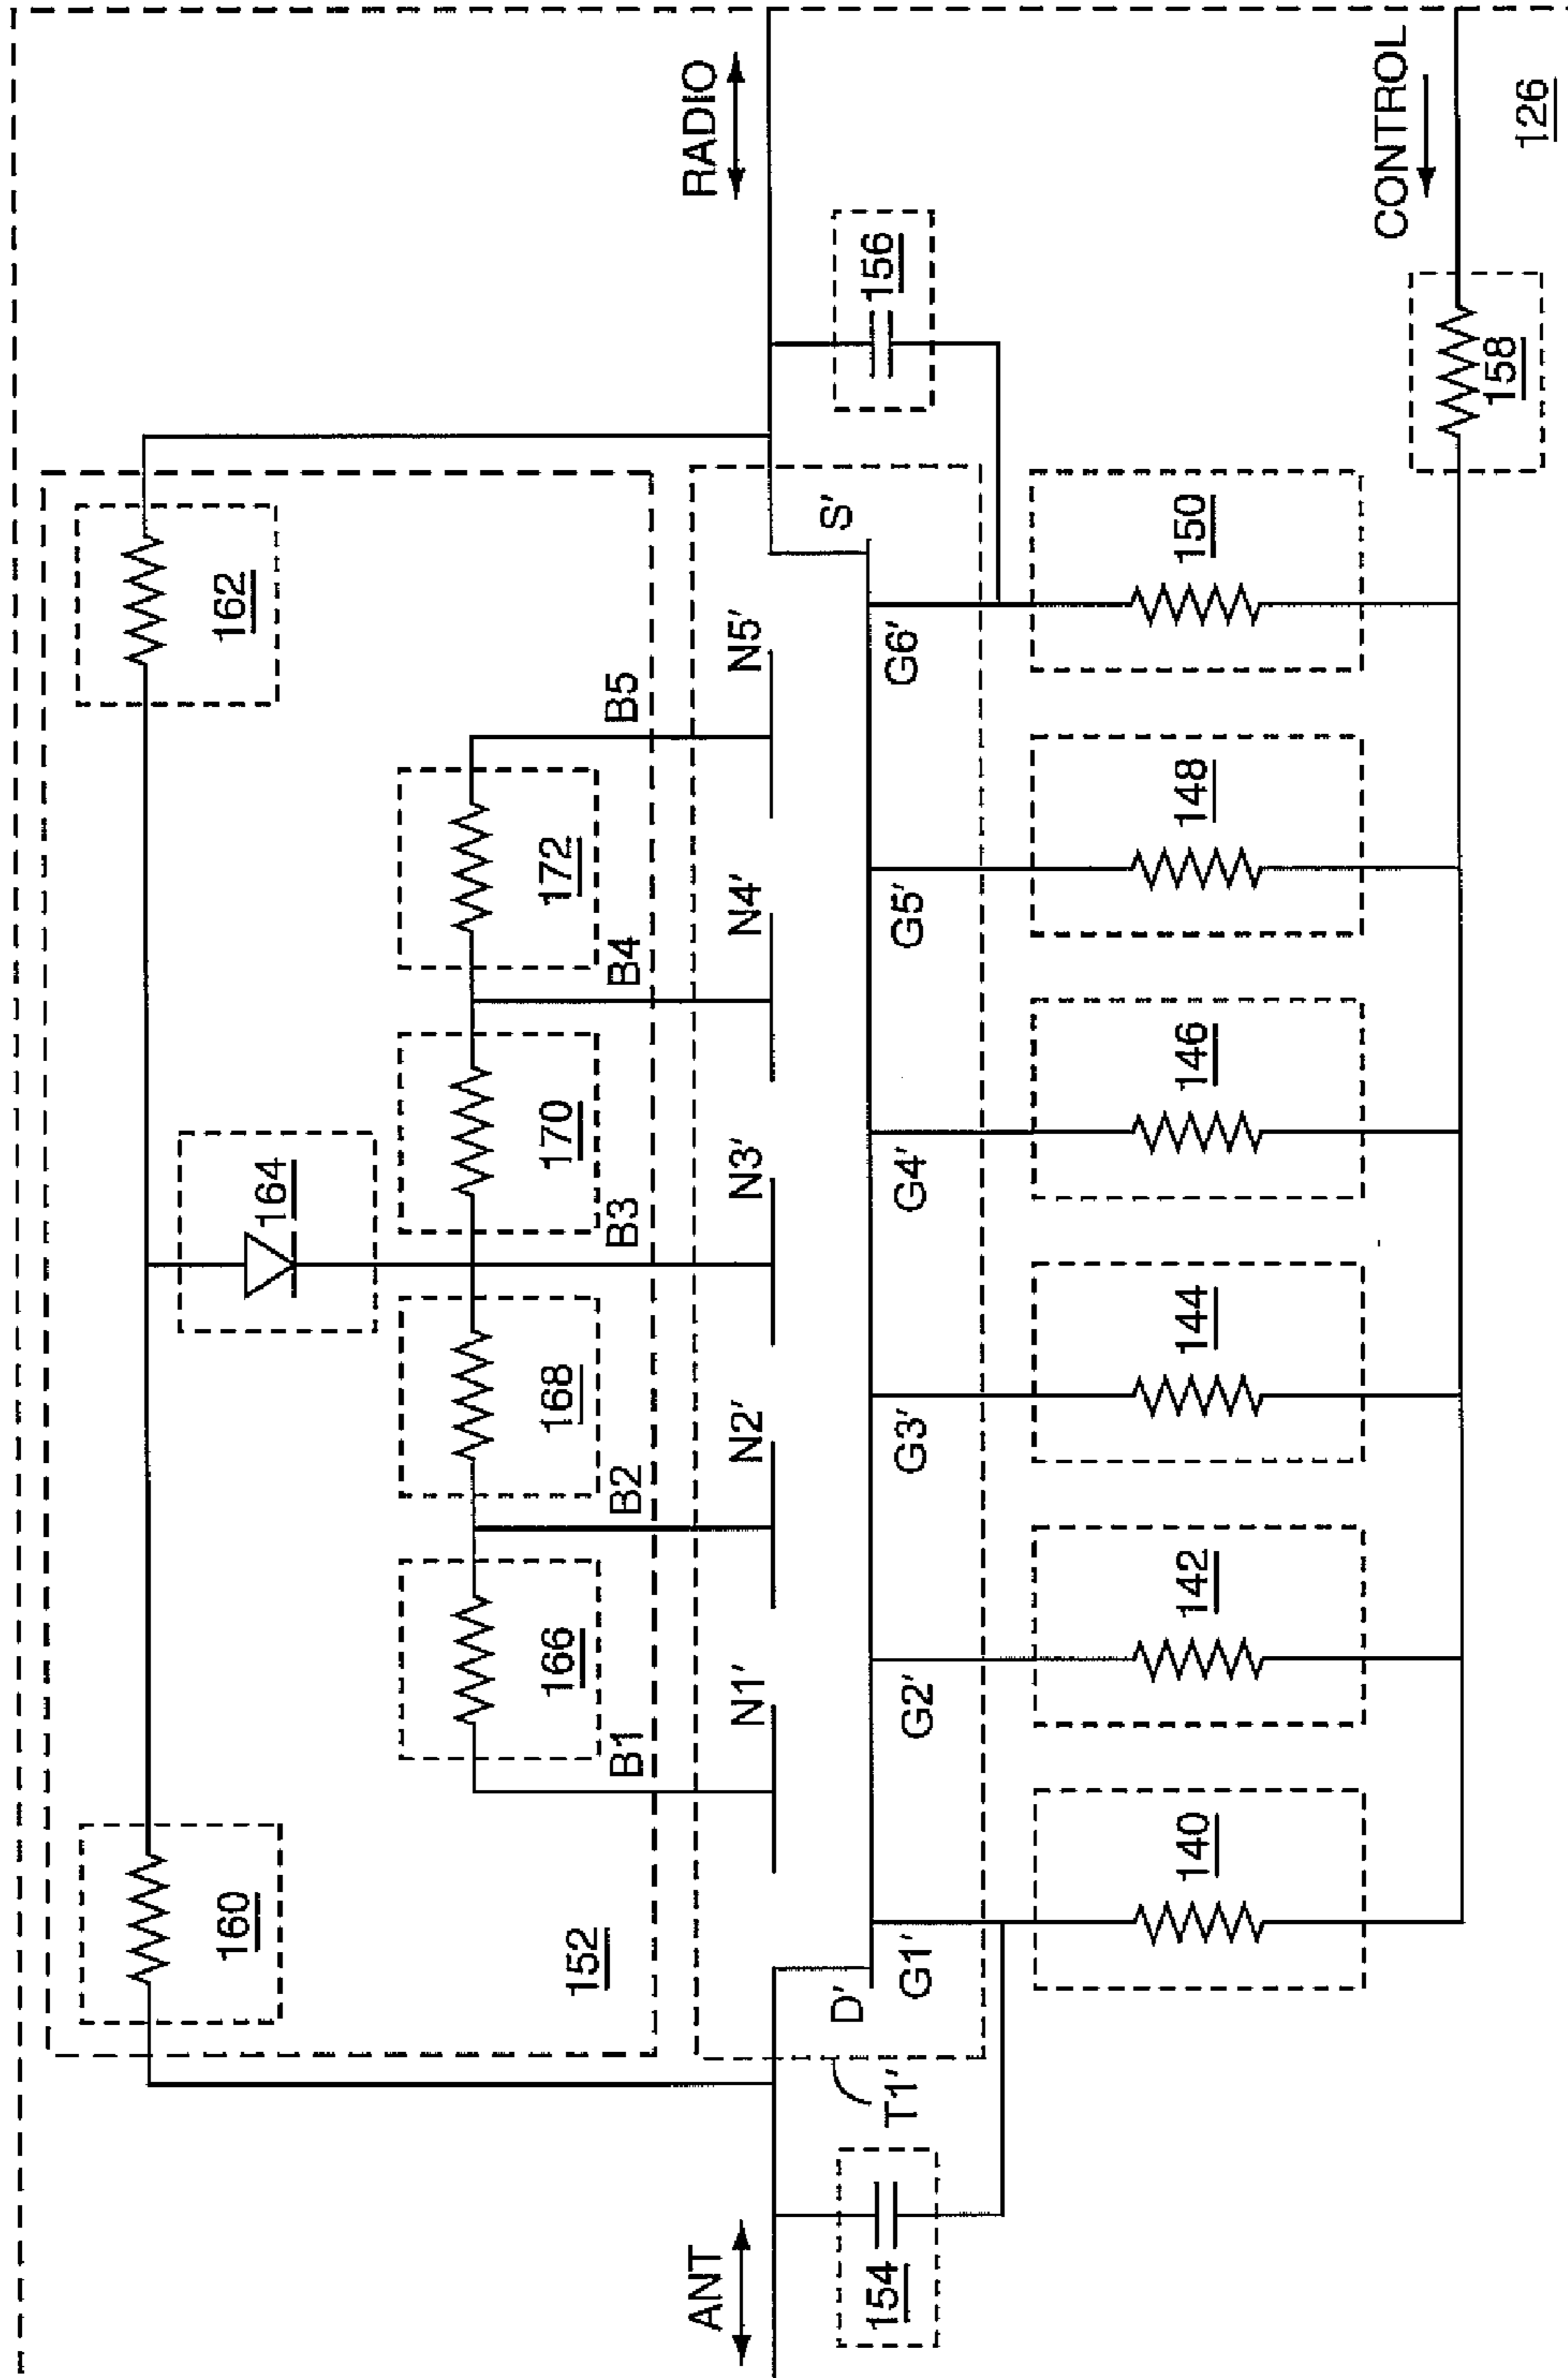 160
162
164
152
166
168
170
172
B1
B2
B3
B4
B5
ANT
RADIO
N1'
N2'
N3'
N4'
N5'
D'
S'
T1'
154
156
G1'
G2'
G3'
G4'
G5'
G6'
140
142
144
146
148
150
CONTROL
158
126